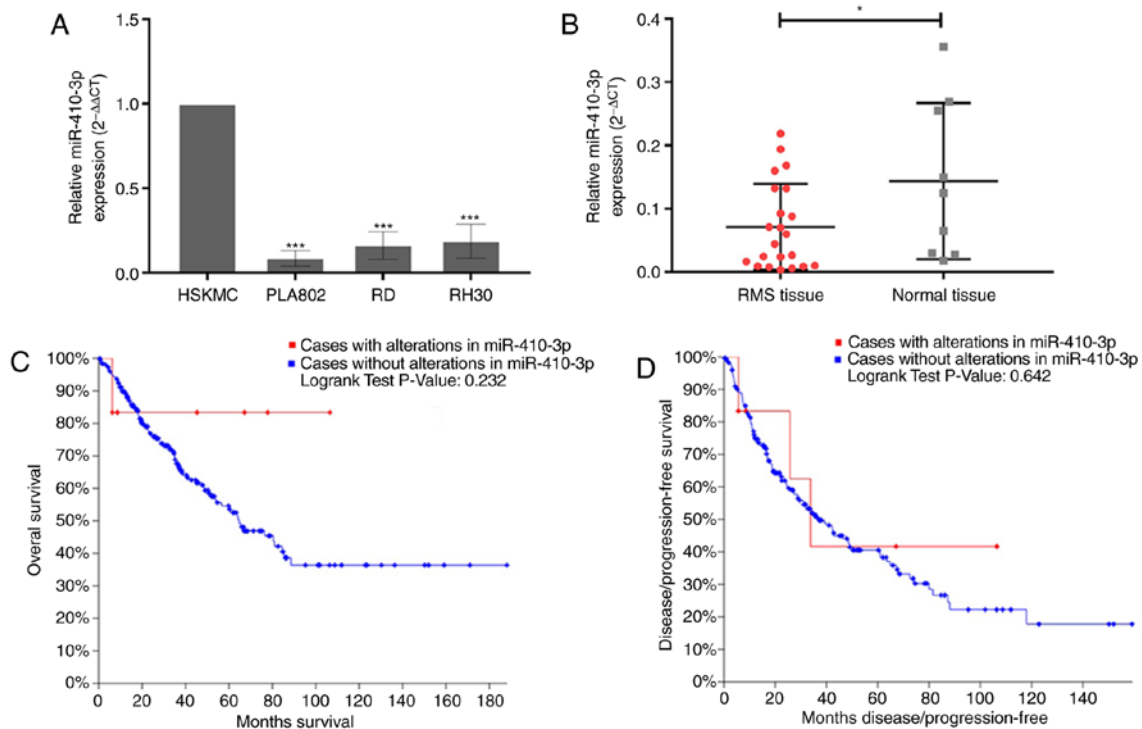 A
Relative miR-410-3p
expression (2−ΔΔCT)
1.5
1.0
0.5
0.0
***
***
***
HSKMC
PLA802
RD
RH30
B
Relative miR-410-3p
expression (2−ΔΔCT)
0.4
0.3
0.2
0.1
0.0
*
RMS tissue
Normal tissue
C
Cases with alterations in miR-410-3p
Cases without alterations in miR-410-3p
Logrank Test P-Value: 0.232
Overal survival
100%
90%
80%
70%
60%
50%
40%
30%
20%
10%
0%
0 20 40 60 80 100 120 140 160 180
Months survival
D
Cases with alterations in miR-410-3p
Cases without alterations in miR-410-3p
Logrank Test P-Value: 0.642
Disease/progression-free survival
100%
90%
80%
70%
60%
50%
40%
30%
20%
10%
0%
0 20 40 60 80 100 120 140
Months disease/progression-free